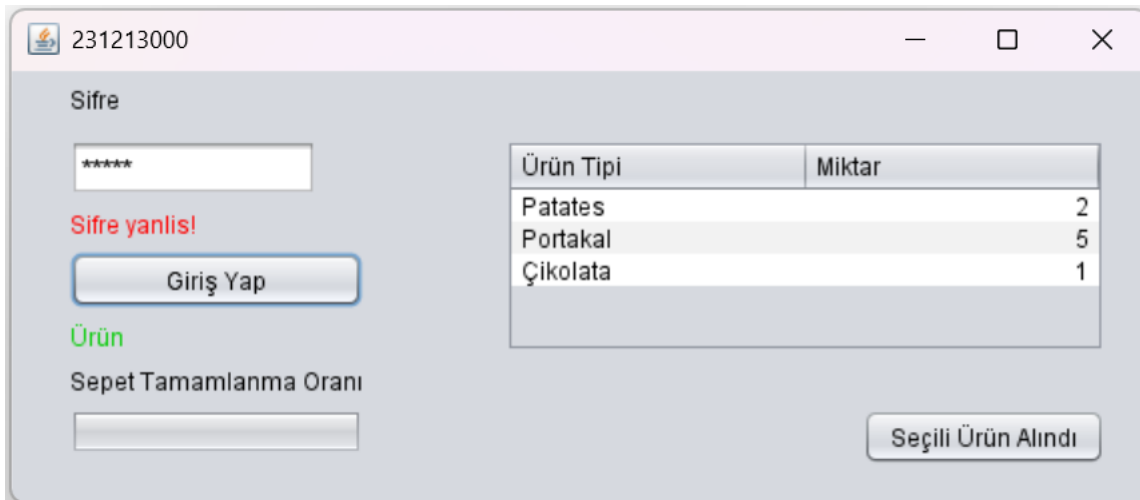 231213000
Sifre
*****
Sifre yanlis!
Giriş Yap
Ürün
Sepet Tamamlanma Oranı
Ürün Tipi Miktar
Patates 2
Portakal 5
Çikolata 1
Seçili Ürün Alındı